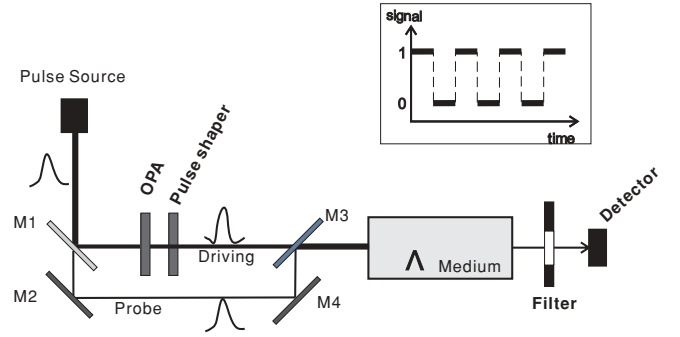 signal
1
0
time
Pulse Source
OPA
Pulse shaper
M1
M3
Driving
Λ Medium
Detector
M2
Probe
M4
Filter